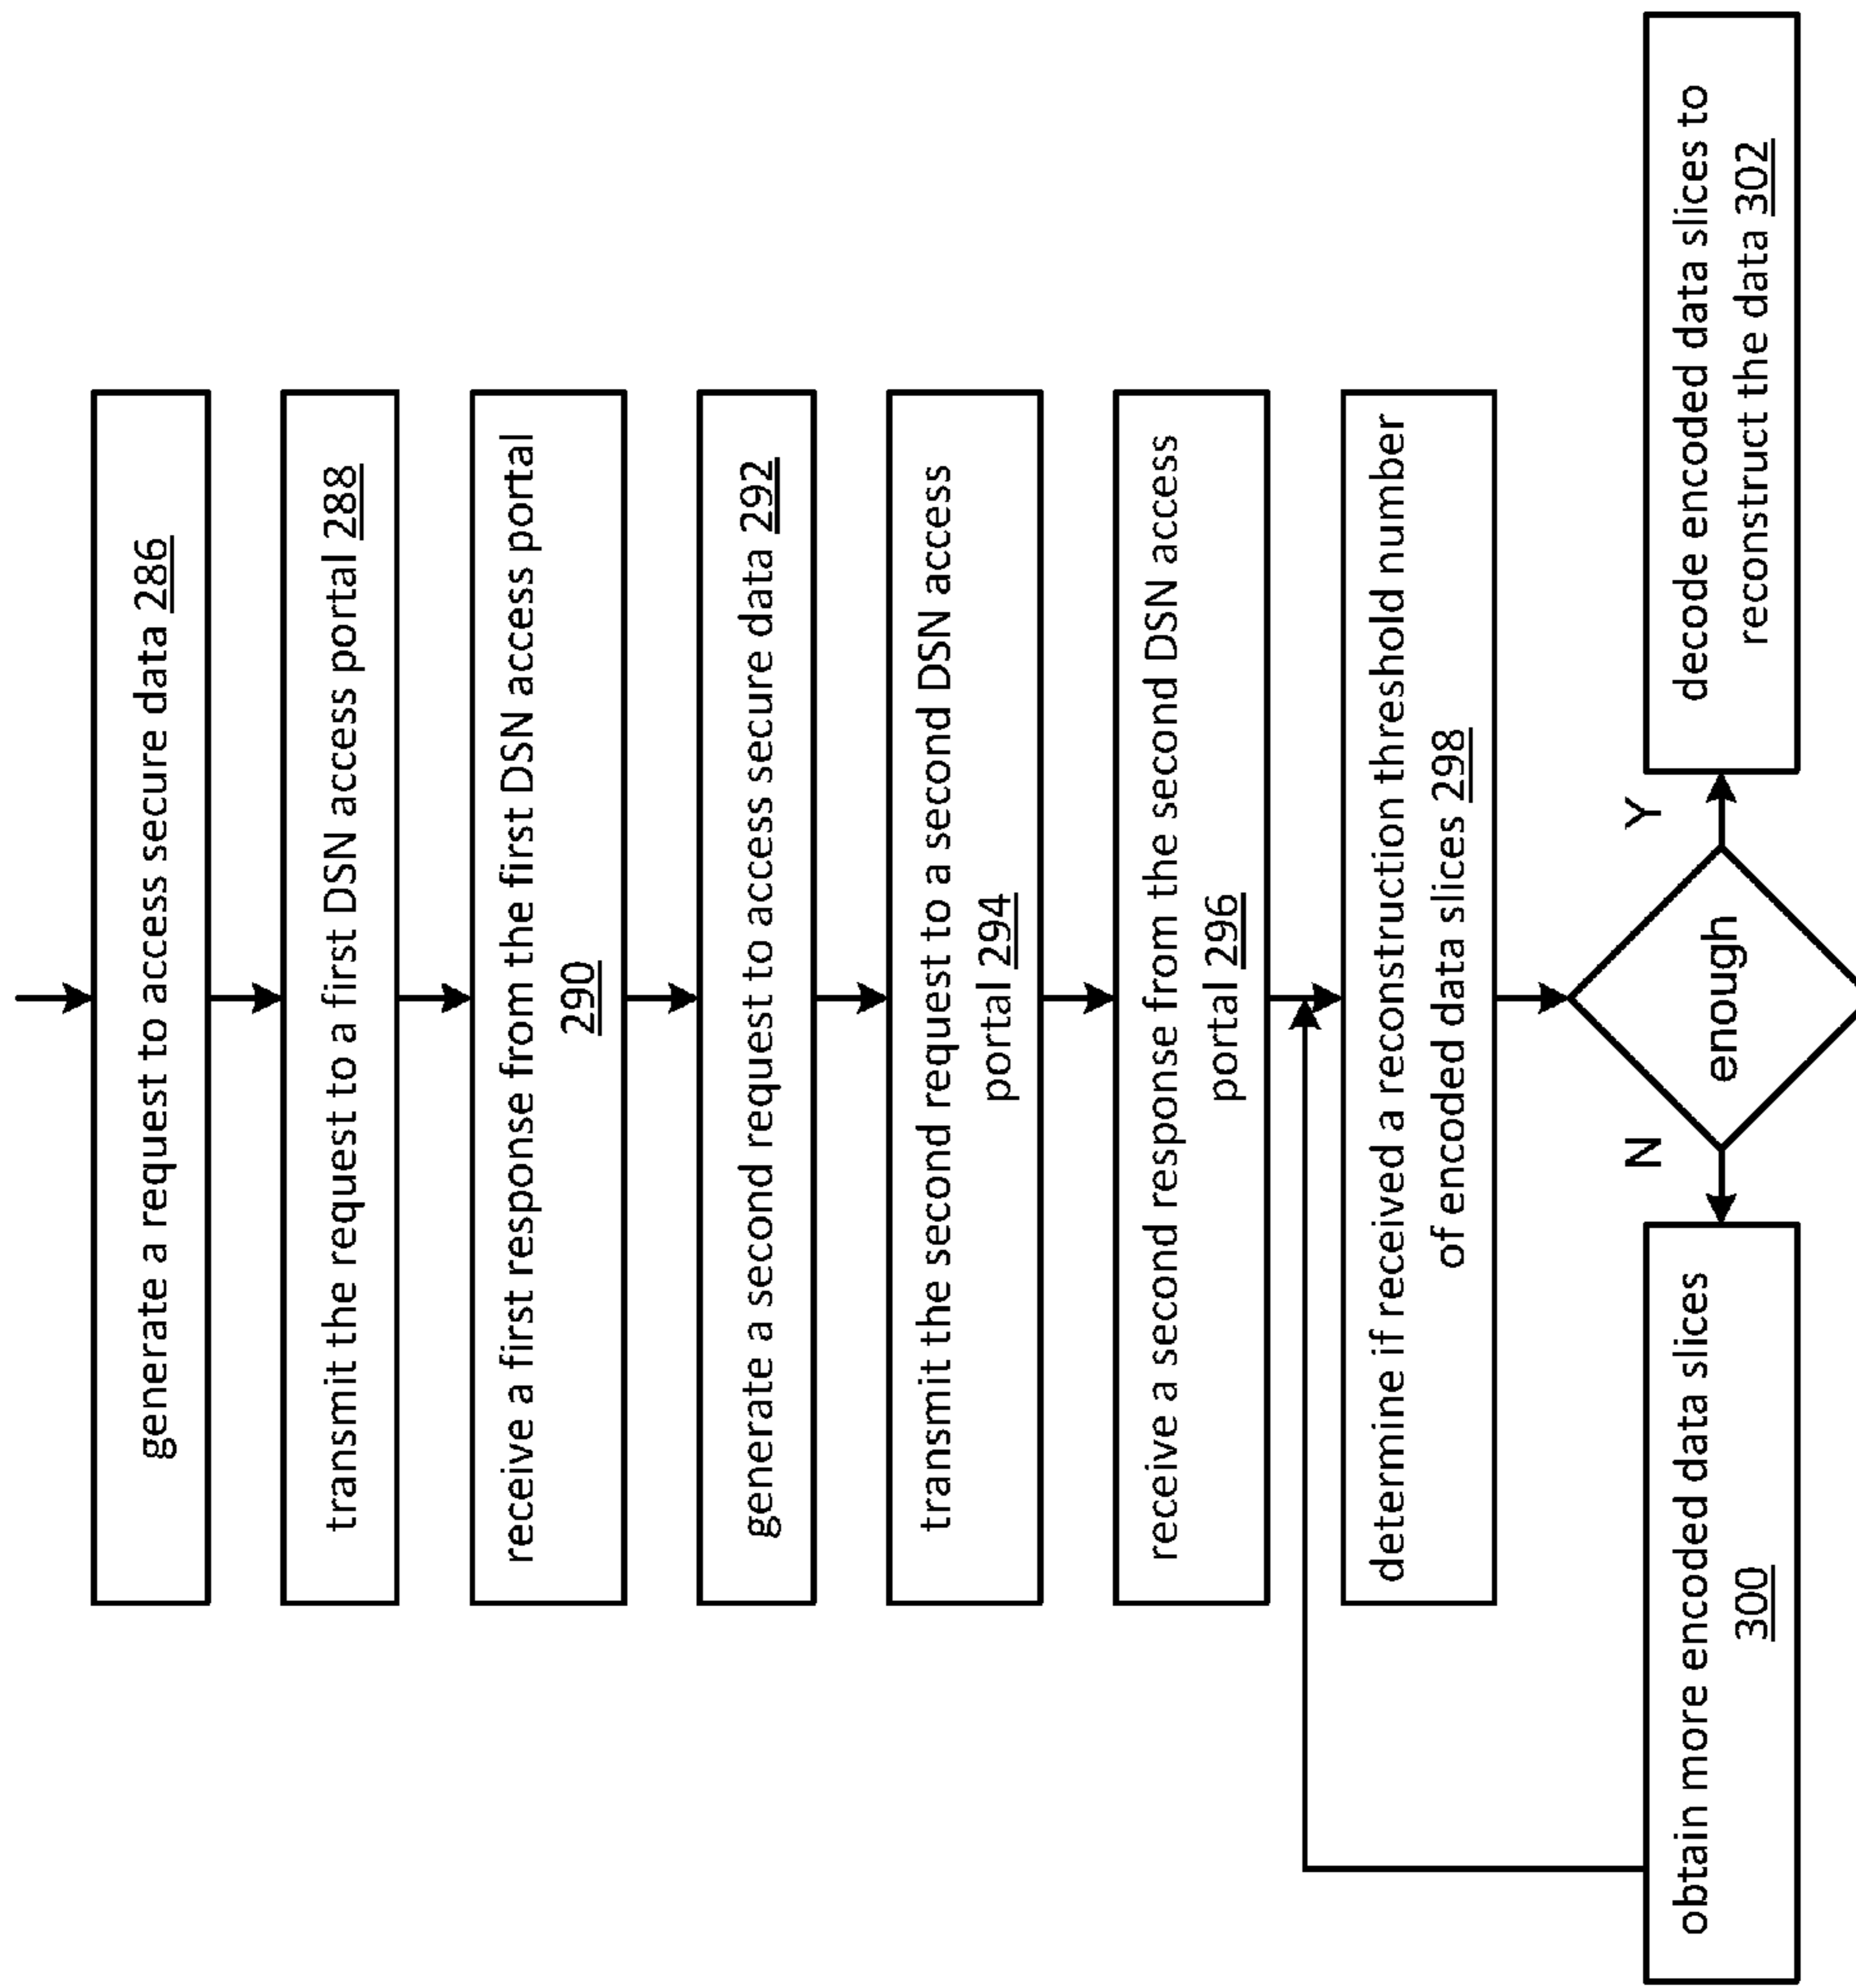 generate a request to access secure data 286
transmit the request to a first DSN access portal 288
receive a first response from the first DSN access portal
290
generate a second request to access secure data 292
transmit the second request to a second DSN access
portal 294
receive a second response from the second DSN access
portal 296
determine if received a reconstruction threshold number
of encoded data slices 298
enough
N
Y
obtain more encoded data slices
300
decode encoded data slices to
reconstruct the data 302